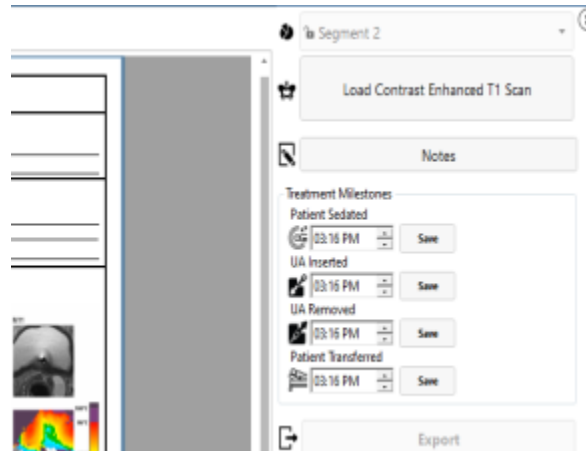 Segment 2
Load Contrast Enhanced T1 Scan
Notes
Treatment Milestones
Patient Sedated
03:16 PM Save
UA Inserted
03:16 PM Save
UA Removed
03:16 PM Save
Patient Transferred
03:16 PM Save
Export